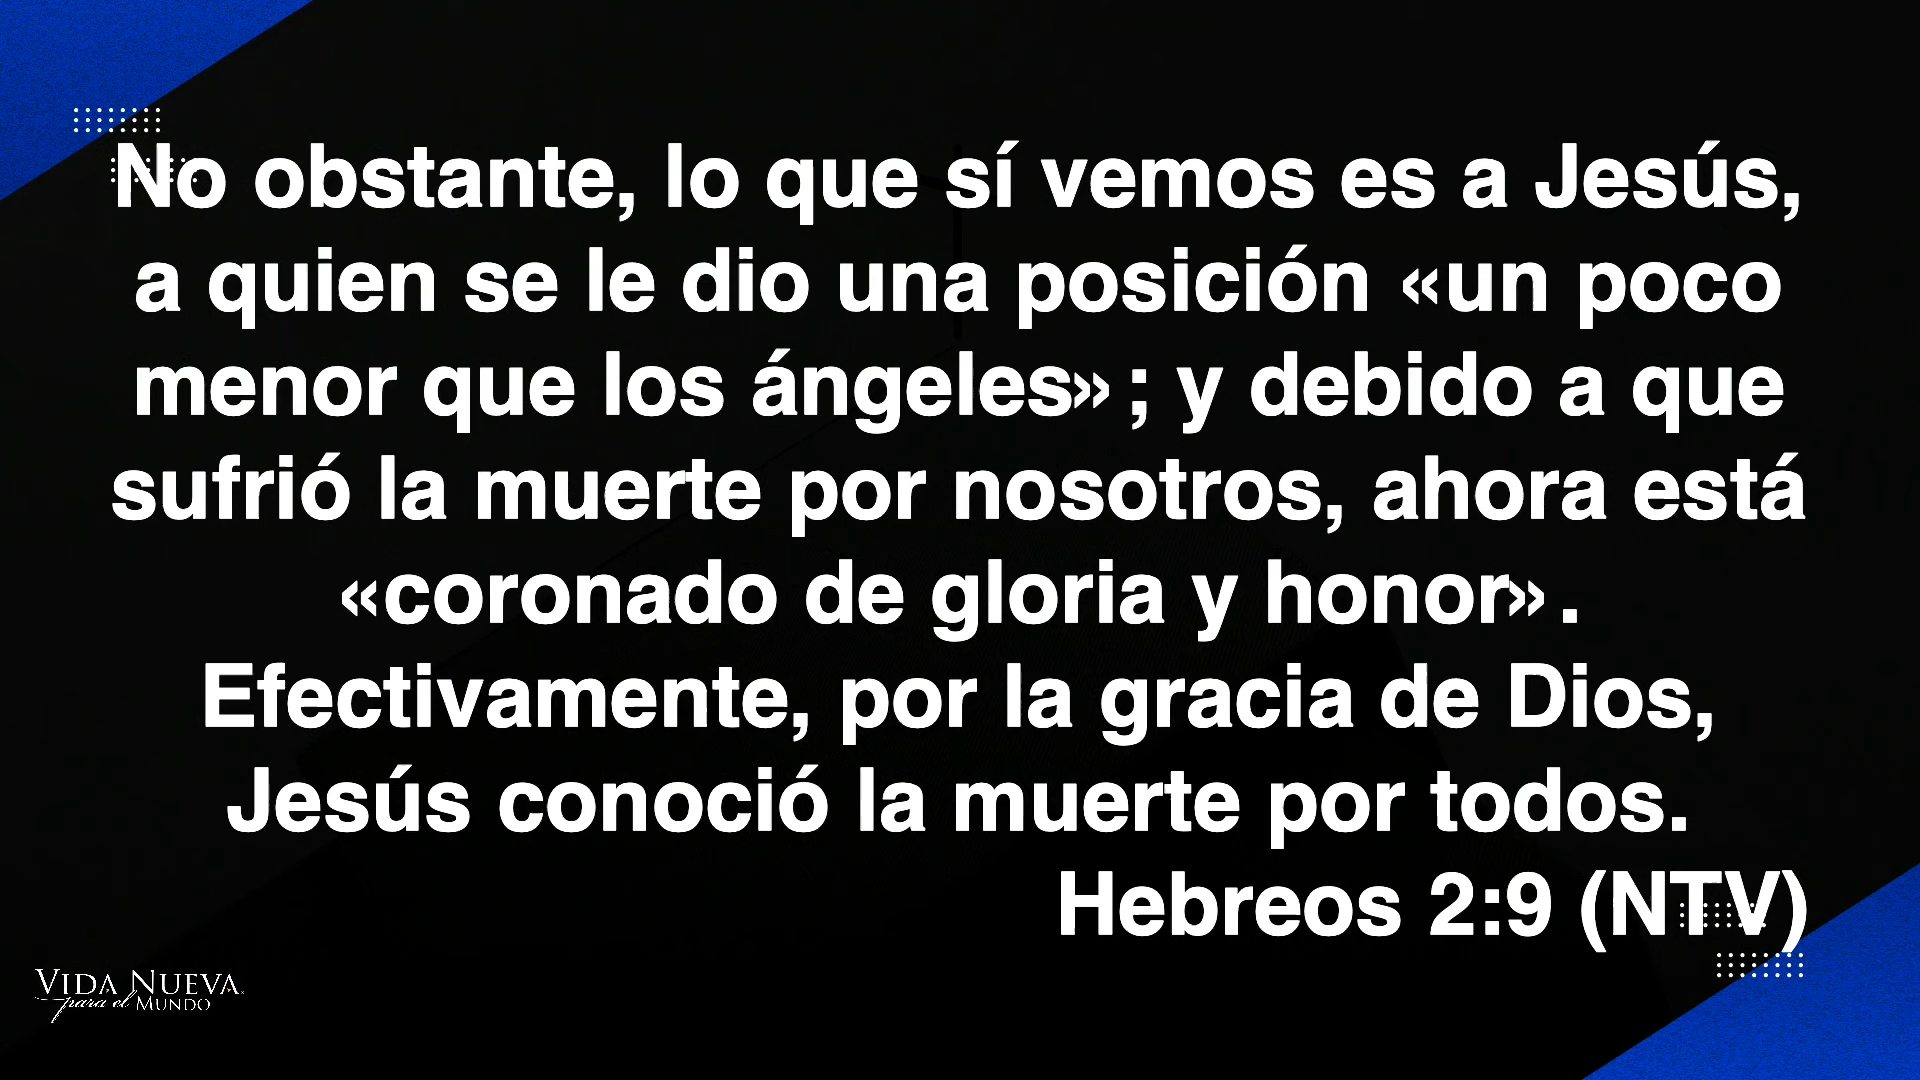 No obstante, lo que sí vemos es a Jesús,
a quien se le dio una posición «un poco
menor que los ángeles» ; y debido a que
sufrió la muerte por nosotros, ahora está
«coronado de gloria y honor» .
Efectivamente, por la gracia de Dios,
Jesús conoció la muerte por todos.
Hebreos 2:9 (NTV)
VIDA NUEVA
para el MUNDO